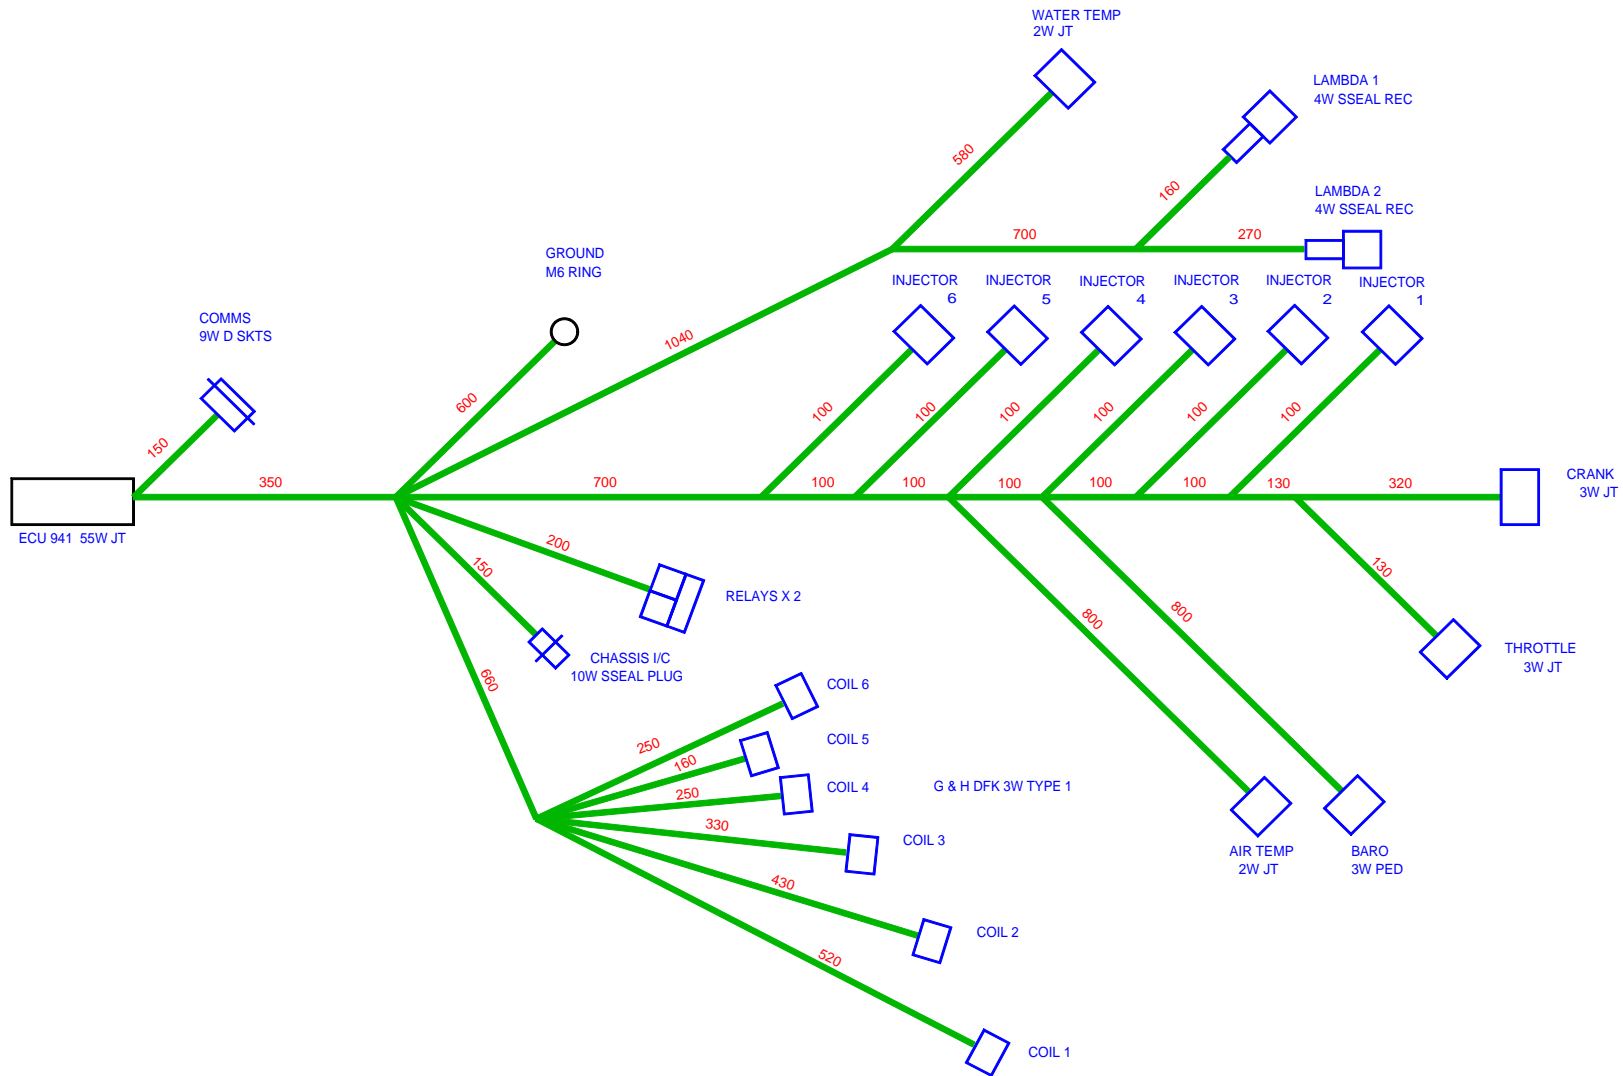 WATER TEMP
2W JT
LAMBDA 1
4W SSEAL REC
580
160
LAMBDA 2
4W SSEAL REC
700
270
GROUND
M6 RING
INJECTOR
6
INJECTOR
5
INJECTOR
4
INJECTOR
3
INJECTOR
2
INJECTOR
1
COMMS
9W D SKTS
1040
600
100
100
100
100
100
100
150
350
700
100
100
100
100
100
130
320
CRANK
3W JT
ECU 941  55W JT
200
150
130
RELAYS X 2
800
800
CHASSIS I/C
10W SSEAL PLUG
THROTTLE
3W JT
660
COIL 6
250
COIL 5
160
COIL 4
250
G & H DFK 3W TYPE 1
330
COIL 3
AIR TEMP
2W JT
BARO
3W PED
430
COIL 2
520
COIL 1